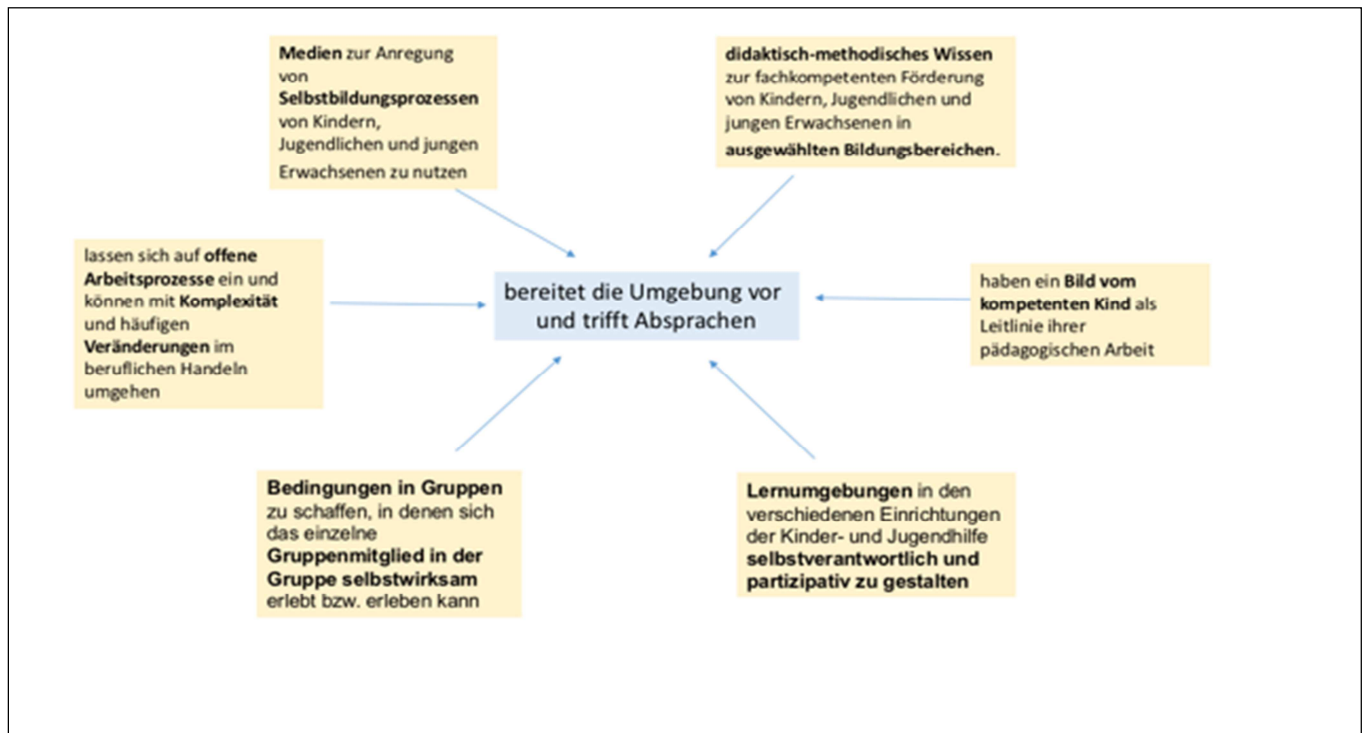 Medien zur Anregung
von
Selbstbildungsprozessen
von Kindern,
Jugendlichen und jungen
Erwachsenen zu nutzen
didaktisch-methodisches Wissen
zur fachkompetenten Förderung
von Kindern, Jugendlichen und
jungen Erwachsenen in
ausgewählten Bildungsbereichen.
lassen sich auf offene
Arbeitsprozesse ein und
können mit Komplexität
und häufigen
Veränderungen im
beruflichen Handeln
umgehen
bereitet die Umgebung vor
und trifft Absprachen
haben ein Bild vom
kompetenten Kind als
Leitlinie ihrer
pädagogischen Arbeit
Bedingungen in Gruppen
zu schaffen, in denen sich
das einzelne
Gruppenmitglied in der
Gruppe selbstwirksam
erlebt bzw. erleben kann
Lernumgebungen in den
verschiedenen Einrichtungen
der Kinder- und Jugendhilfe
selbstverantwortlich und
partizipativ zu gestalten